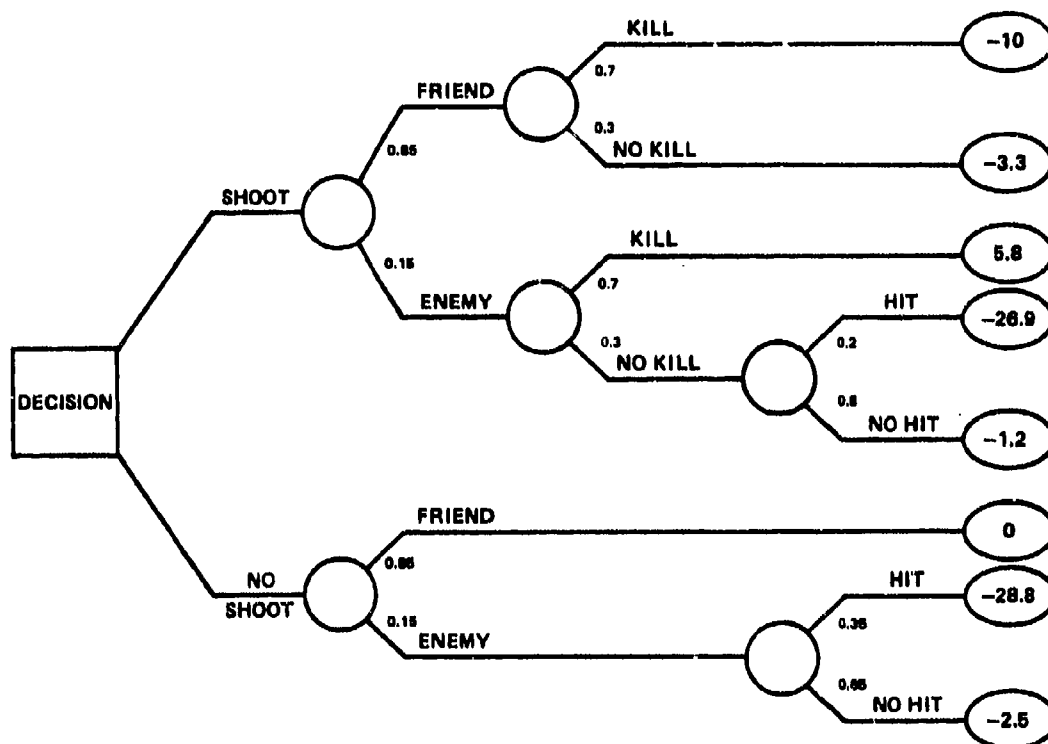 KILL
-10
0.7
FRIEND
0.3
NO KILL
-3.3
0.85
SHOOT
KILL
5.8
0.15
0.7
ENEMY
HIT
-26.9
0.3
0.2
NO KILL
DECISION
0.8
NO HIT
-1.2
FRIEND
0
0.85
NO
SHOOT
HIT
-28.8
0.15
0.35
ENEMY
0.65
NO HIT
-2.5